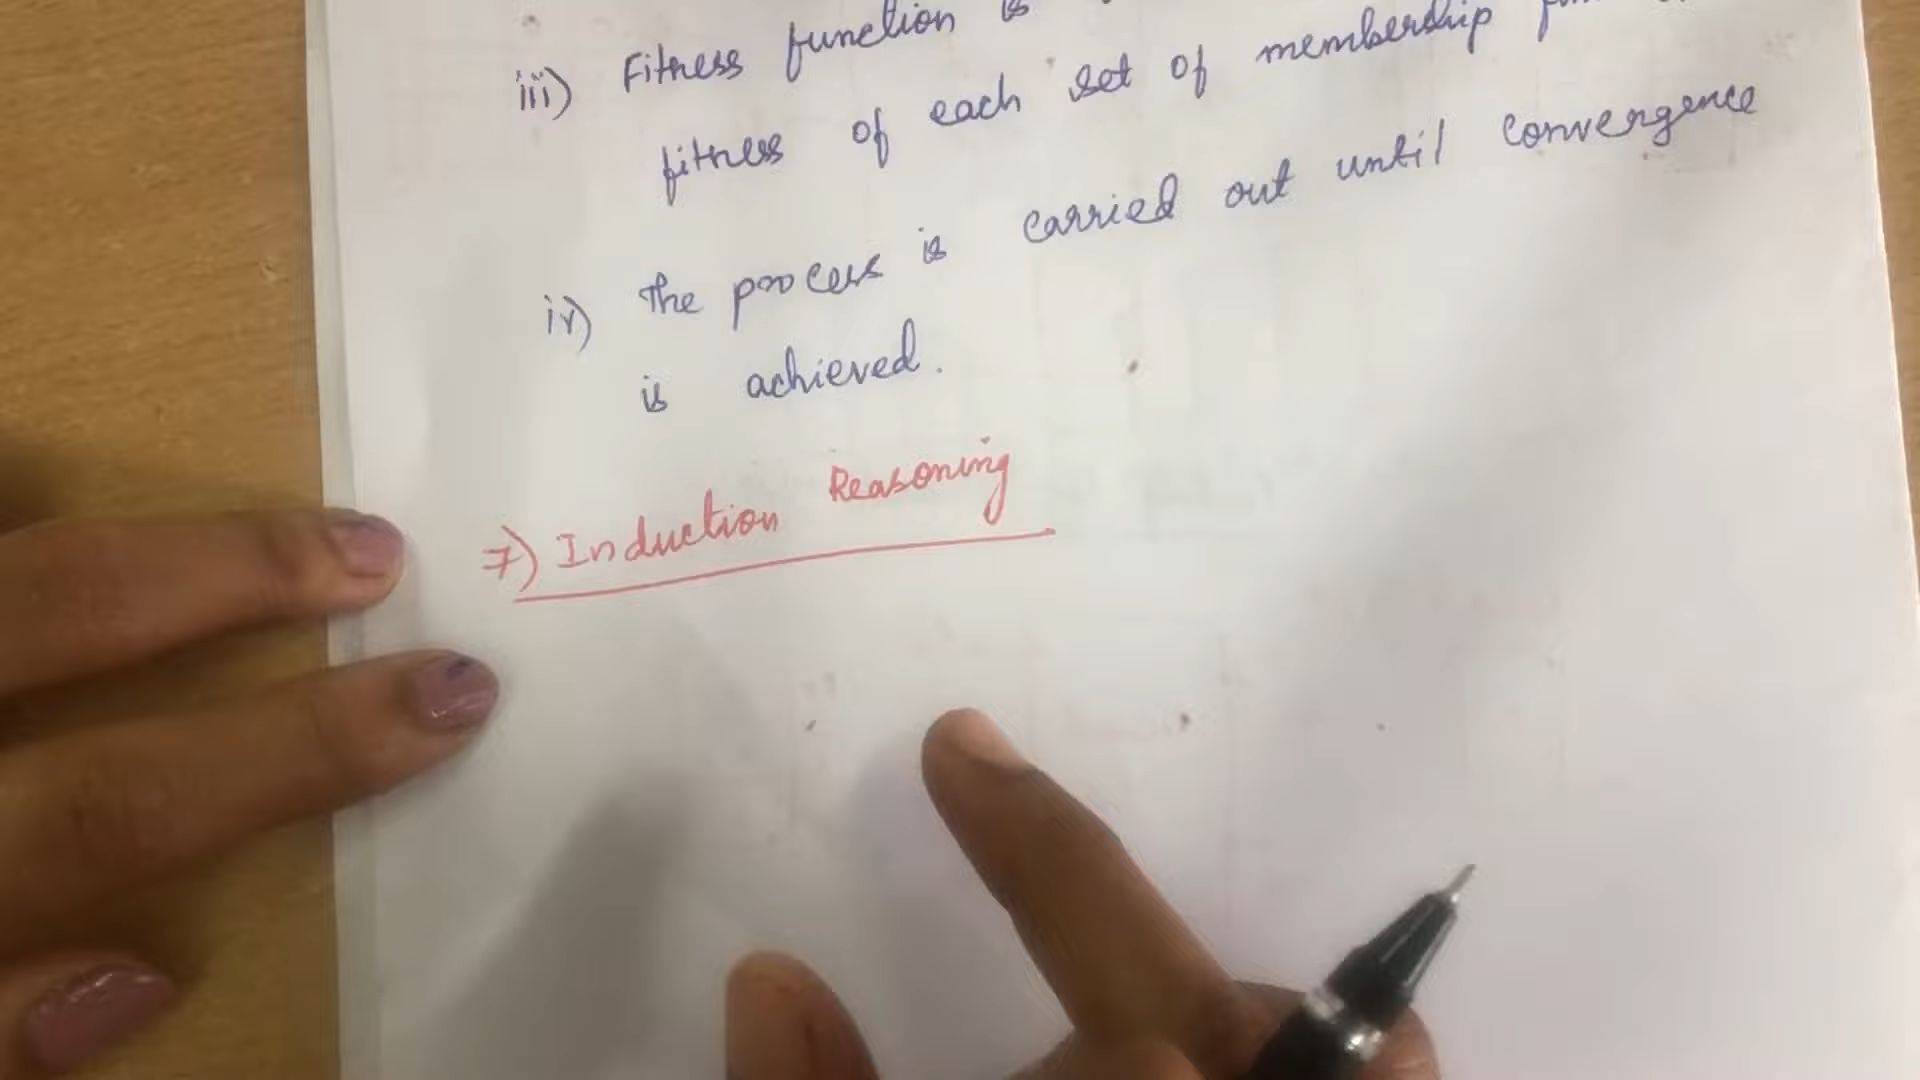 iii) Fitness function is
fitness of each set of membership
iv) The process is carried out until convergence
is achieved.
7) Induction Reasoning